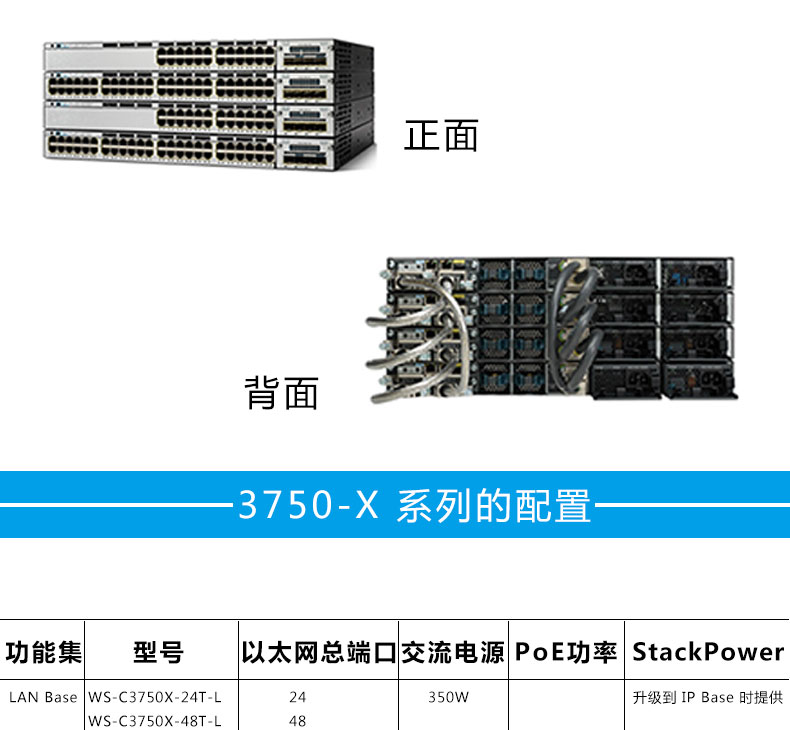 正面
背面
3750-X 系列的配置
功能集 型号 以太网总端口 交流电源 PoE功率 StackPower
LAN Base WS-C3750X-24T-L 24 350W 升级到 IP Base 时提供
WS-C3750X-48T-L 48